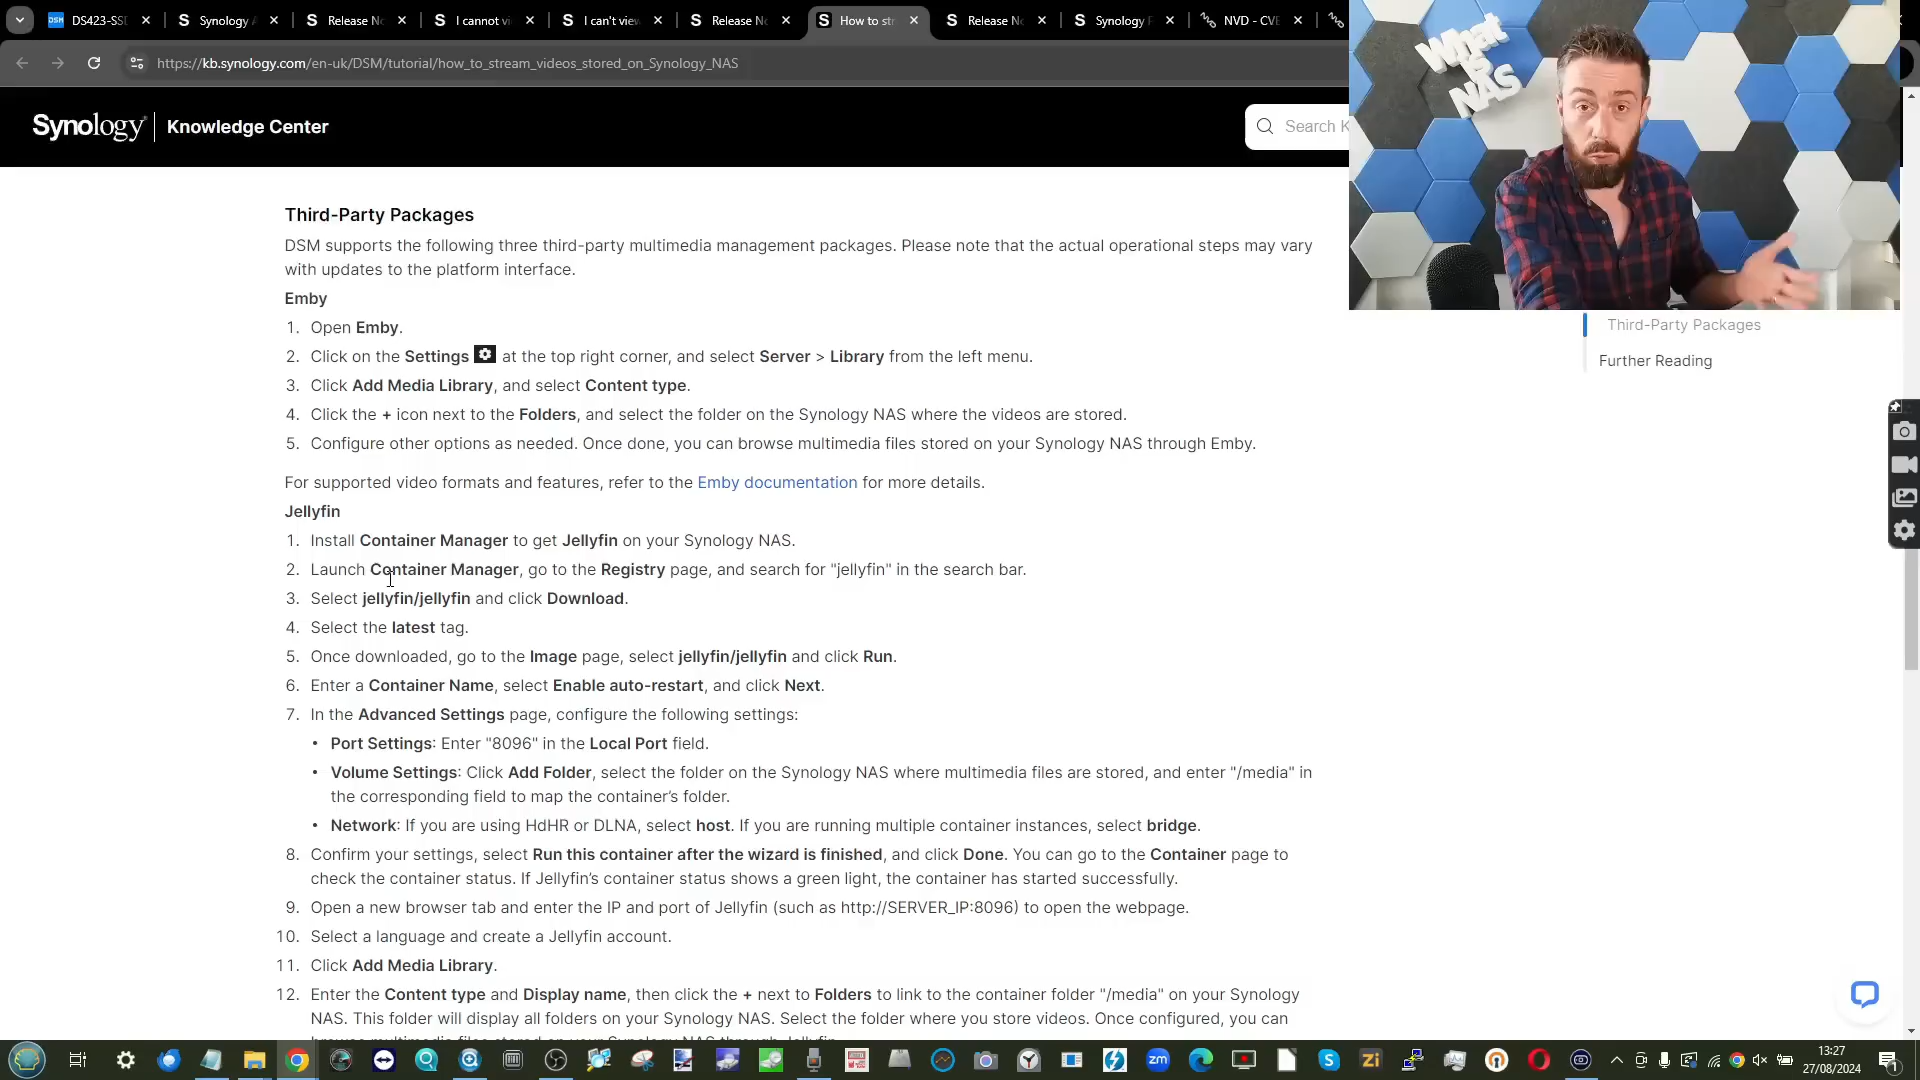 DS423-SS
Synology
Release N
I cannot vi
I can't view
Release No
How to str
Release N
Synology
NVD - CVE
https://kb.synology.com/en-uk/DSM/tutorial/how_to_stream_videos_stored_on_Synology_NAS
What is NAS
Synology | Knowledge Center
Search K
Third-Party Packages
DSM supports the following three third-party multimedia management packages. Please note that the actual operational steps may vary
with updates to the platform interface.
Emby
1. Open Emby.
2. Click on the Settings at the top right corner, and select Server > Library from the left menu.
3. Click Add Media Library, and select Content type.
4. Click the + icon next to the Folders, and select the folder on the Synology NAS where the videos are stored.
5. Configure other options as needed. Once done, you can browse multimedia files stored on your Synology NAS through Emby.
For supported video formats and features, refer to the Emby documentation for more details.
Jellyfin
1. Install Container Manager to get Jellyfin on your Synology NAS.
2. Launch Container Manager, go to the Registry page, and search for "jellyfin" in the search bar.
3. Select jellyfin/jellyfin and click Download.
4. Select the latest tag.
5. Once downloaded, go to the Image page, select jellyfin/jellyfin and click Run.
6. Enter a Container Name, select Enable auto-restart, and click Next.
7. In the Advanced Settings page, configure the following settings:
• Port Settings: Enter "8096" in the Local Port field.
• Volume Settings: Click Add Folder, select the folder on the Synology NAS where multimedia files are stored, and enter "/media" in
the corresponding field to map the container's folder.
• Network: If you are using HdHR or DLNA, select host. If you are running multiple container instances, select bridge.
8. Confirm your settings, select Run this container after the wizard is finished, and click Done. You can go to the Container page to
check the container status. If Jellyfin's container status shows a green light, the container has started successfully.
9. Open a new browser tab and enter the IP and port of Jellyfin (such as http://SERVER_IP:8096) to open the webpage.
10. Select a language and create a Jellyfin account.
11. Click Add Media Library.
12. Enter the Content type and Display name, then click the + next to Folders to link to the container folder "/media" on your Synology
NAS. This folder will display all folders on your Synology NAS. Select the folder where you store videos. Once configured, you can
Third-Party Packages
Further Reading
zm
Zi
13:27
27/08/2024